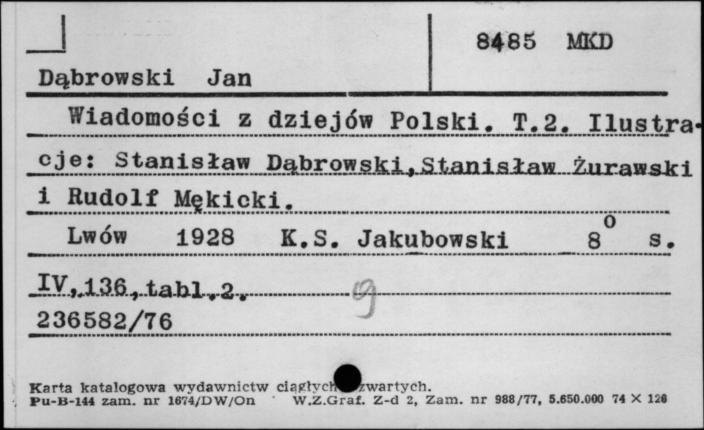 8485 MKD
Dąbrowski Jan
Wiadomości z dziejów Polski. T.2. Ilustra-
cje: Stanisław Dąbrowski, Stanisław Żurawski
i Rudolf Mękicki.
Lwów 1928 K.S. Jakubowski 8° s.
IV, 136, tabl. 2.
236582/76
Karta katalogowa wydawnictw ciągłych zwartych.
Pu-B-144 zam. nr 1674/DW/On W.Z.Graf. Z-d 2, Zam. nr 988/77, 5.650.000 74 X 126